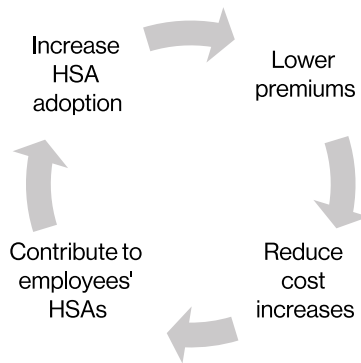 Increase
HSA
adoption
Lower
premiums
Reduce
cost
increases
Contribute to
employees'
HSAs